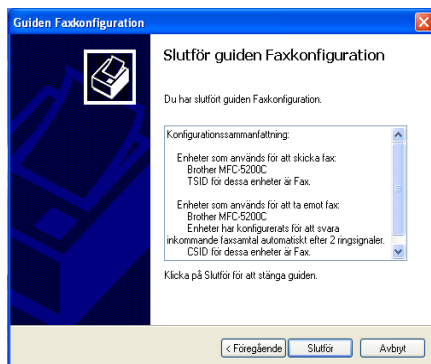 Guiden Faxkonfiguration
Slutför guiden Faxkonfiguration
Du har slutfört guiden Faxkonfiguration.
Konfigurationssammanfattning:
Enheter som används för att skicka fax:
Brother MFC-5200C
TSID för dessa enheter är Fax.
Enheter som används för att ta emot fax:
Brother MFC-5200C
Enheter har konfigurerats för att svara
inkommande faxsamtal automatiskt efter 2 ringsignaler.
CSID för dessa enheter är Fax.
Klicka på Slutför för att stänga guiden.
< Föregående Slutför Avbryt